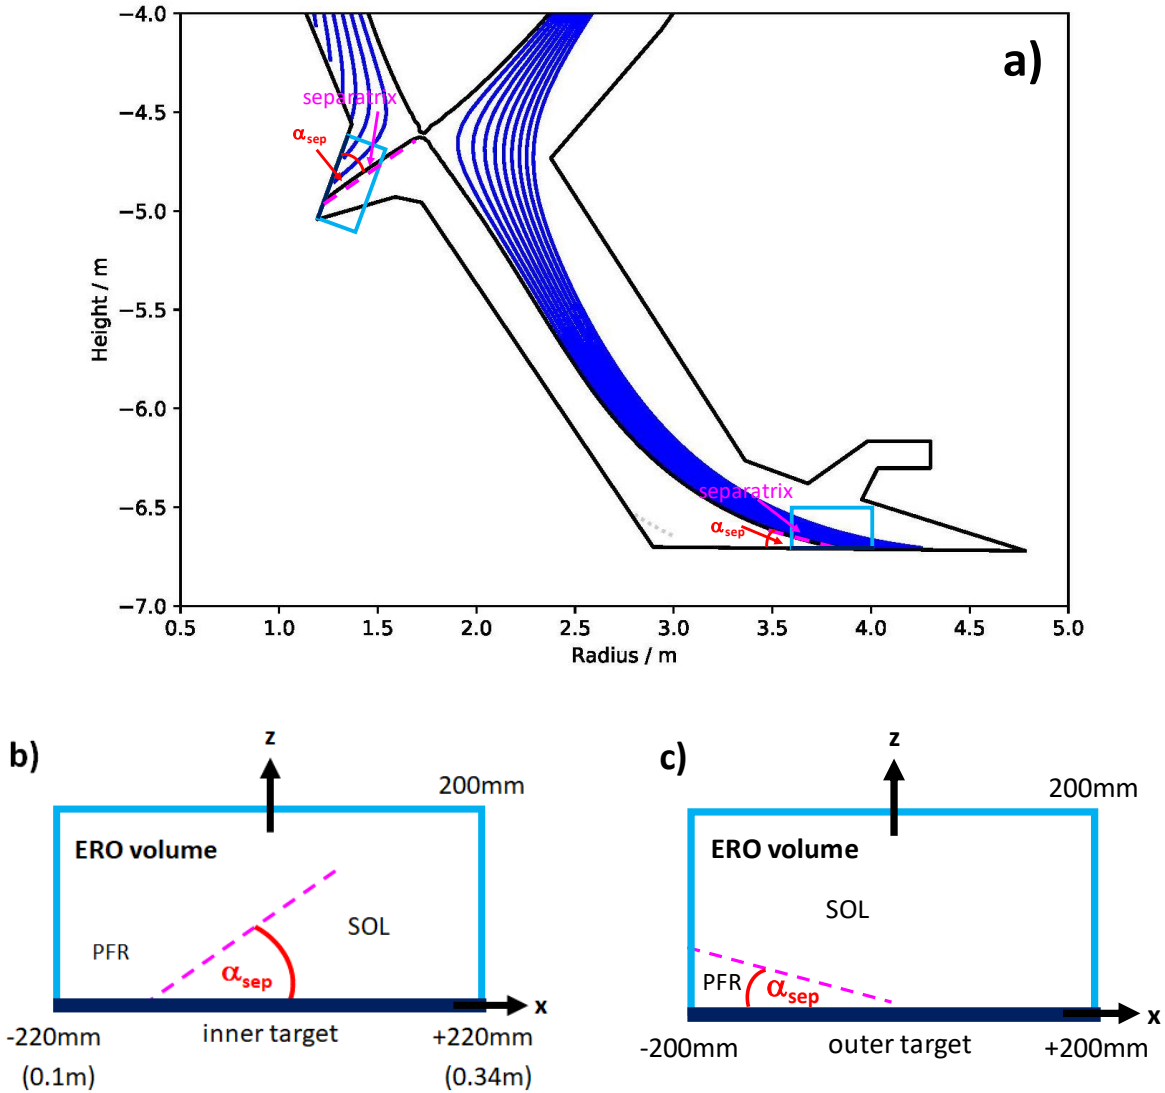 a)
Height / m
−4.0
−4.5
−5.0
−5.5
−6.0
−6.5
−7.0
separatrix
αsep
separatrix
αsep
0.5 1.0 1.5 2.0 2.5 3.0 3.5 4.0 4.5 5.0
Radius / m
b)
z
200mm
ERO volume
SOL
PFR
αsep
x
-220mm inner target +220mm
(0.1m) (0.34m)
c)
z
200mm
ERO volume
SOL
PFR
αsep
x
-200mm outer target +200mm